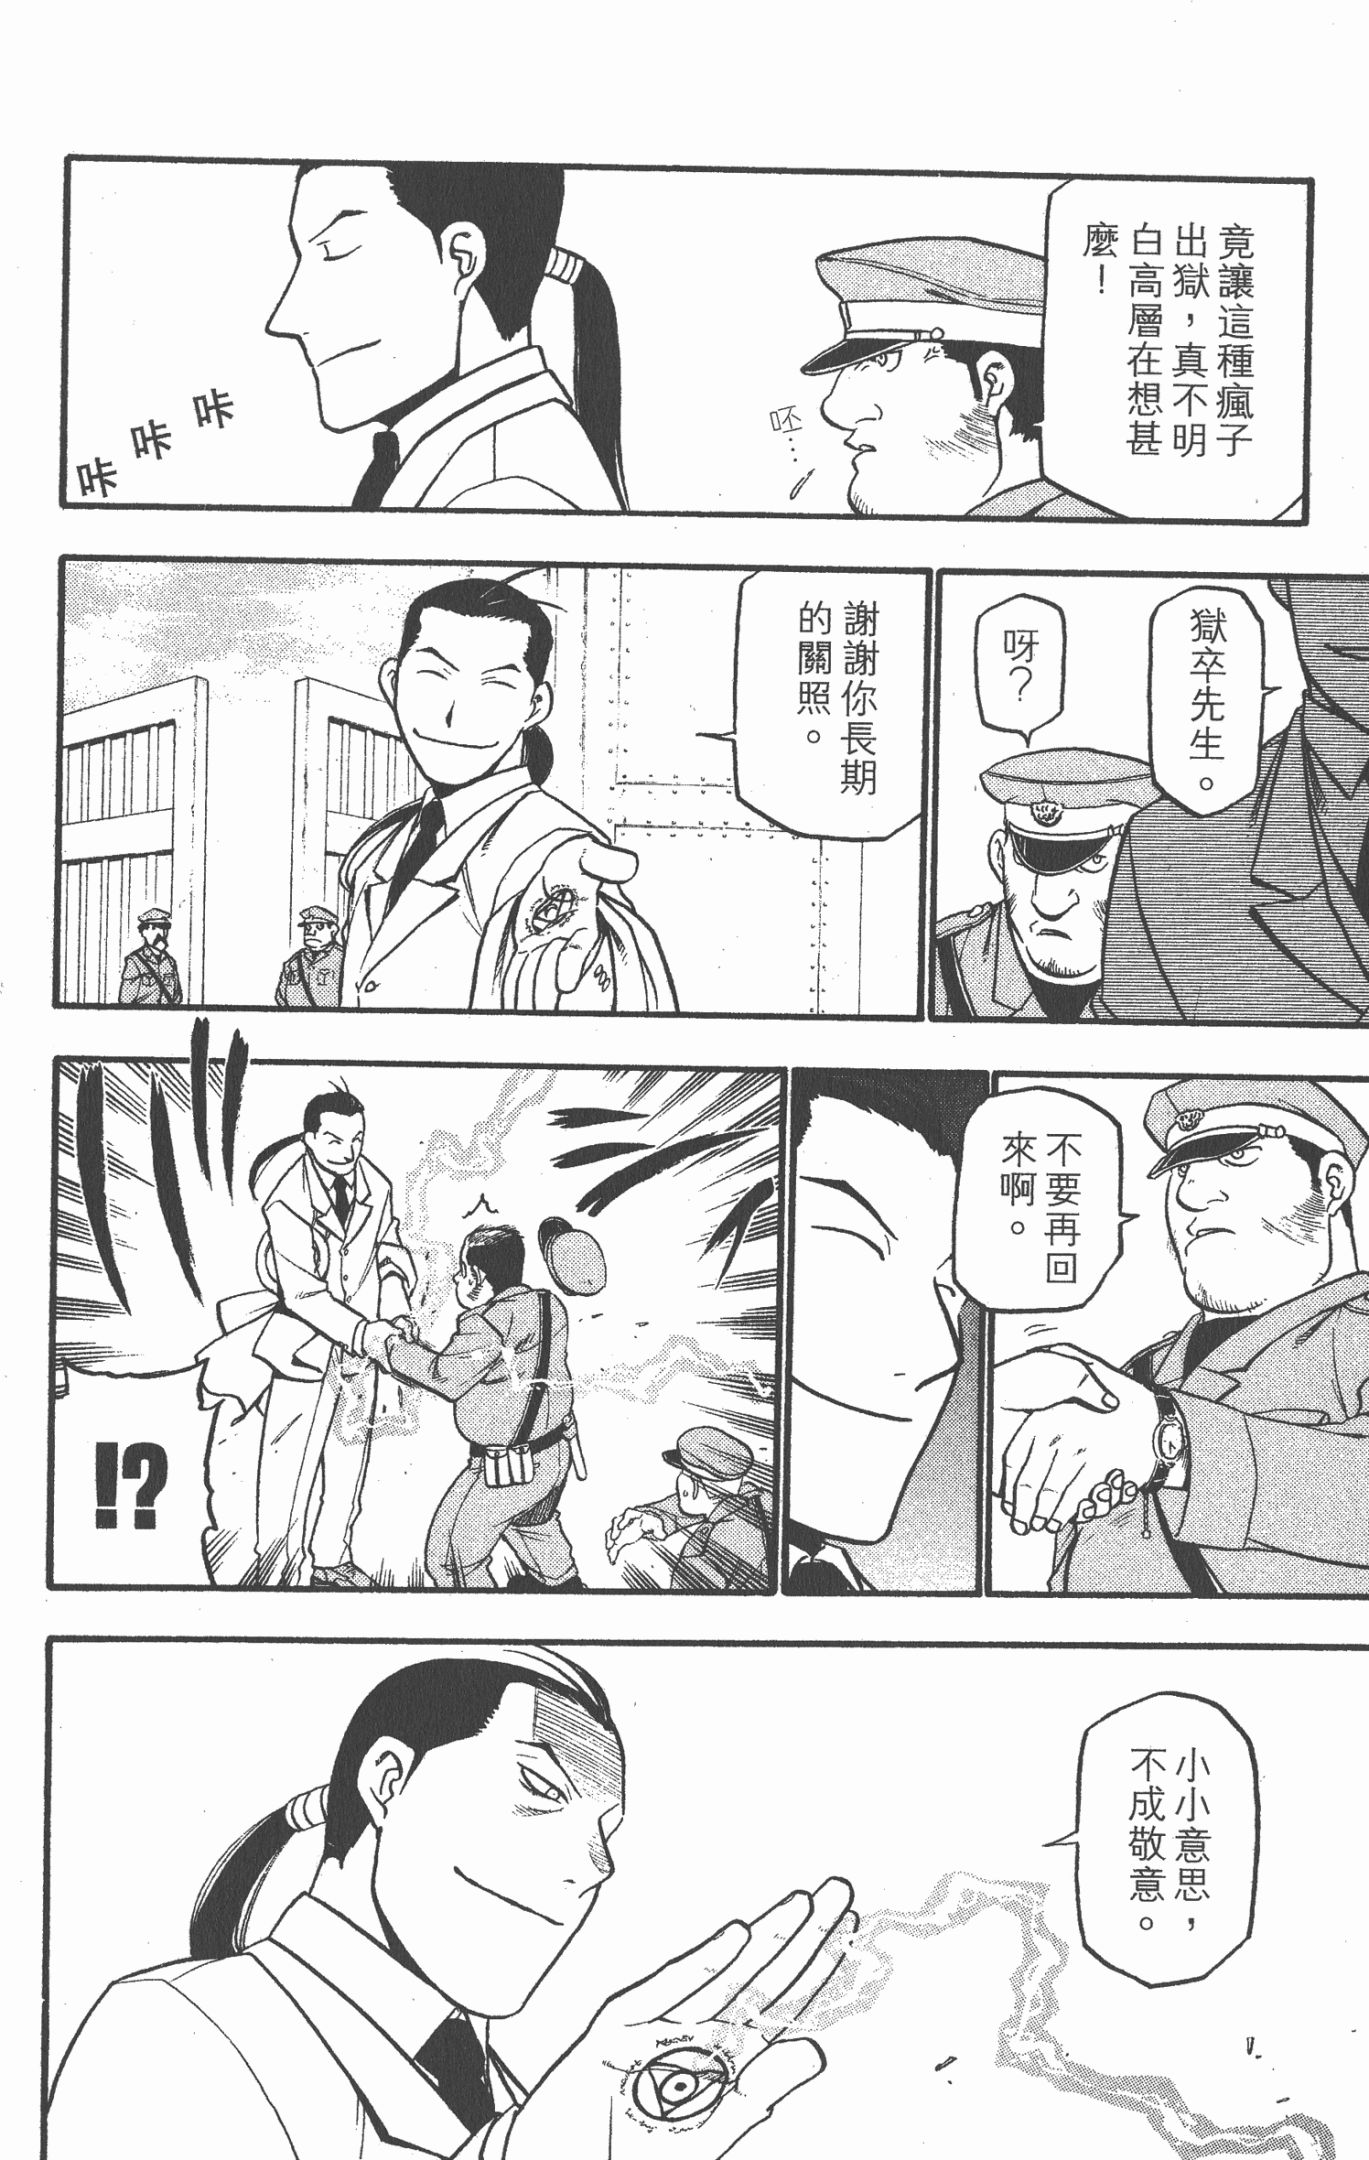 竟讓這種瘋子
出獄，真不明
白高層在想甚
麼！
呸…
咔
咔
咔
獄卒先生。
呀？
謝謝你長期
的關照。
不要再回
來啊。
!?
小小意思，
不成敬意。